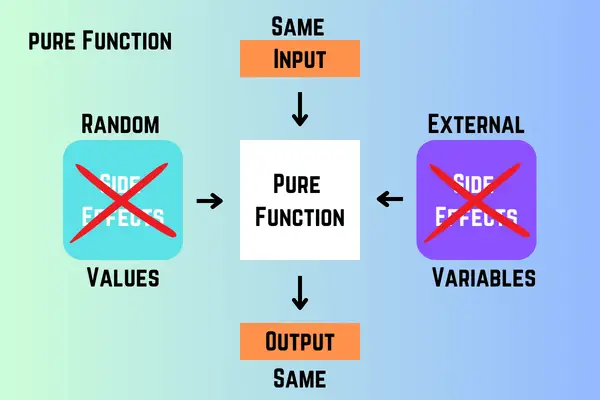 pure Function
Same
Input
Random
Side
Effects
Values
Pure
Function
External
Side
Effects
Variables
Output
Same